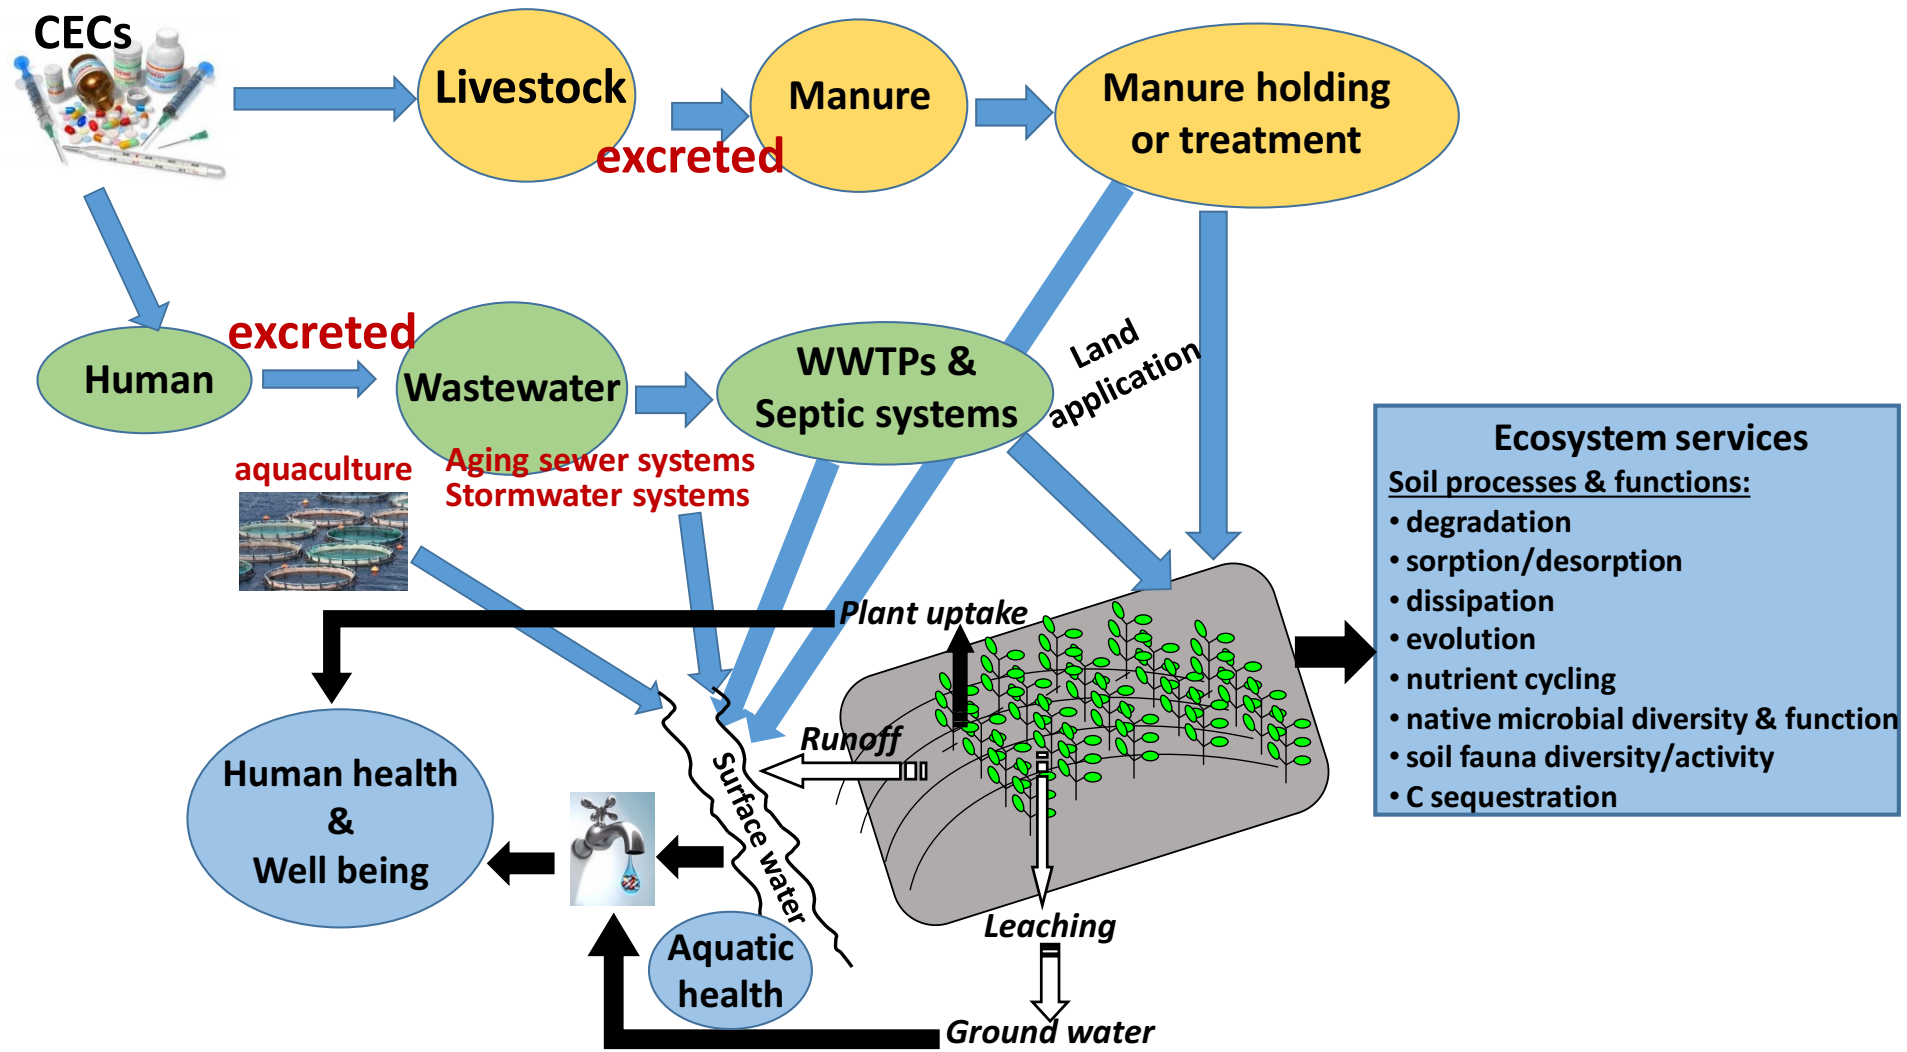 CECs
Livestock
excreted
Manure
Manure holding
or treatment
Human
excreted
Wastewater
WWTPs &
Septic systems
Land
application
aquaculture
Aging sewer systems
Stormwater systems
Plant uptake
Runoff
Surface water
Leaching
Ground water
Human health
&
Well being
Aquatic
health
Ecosystem services
Soil processes & functions:
• degradation
• sorption/desorption
• dissipation
• evolution
• nutrient cycling
• native microbial diversity & function
• soil fauna diversity/activity
• C sequestration